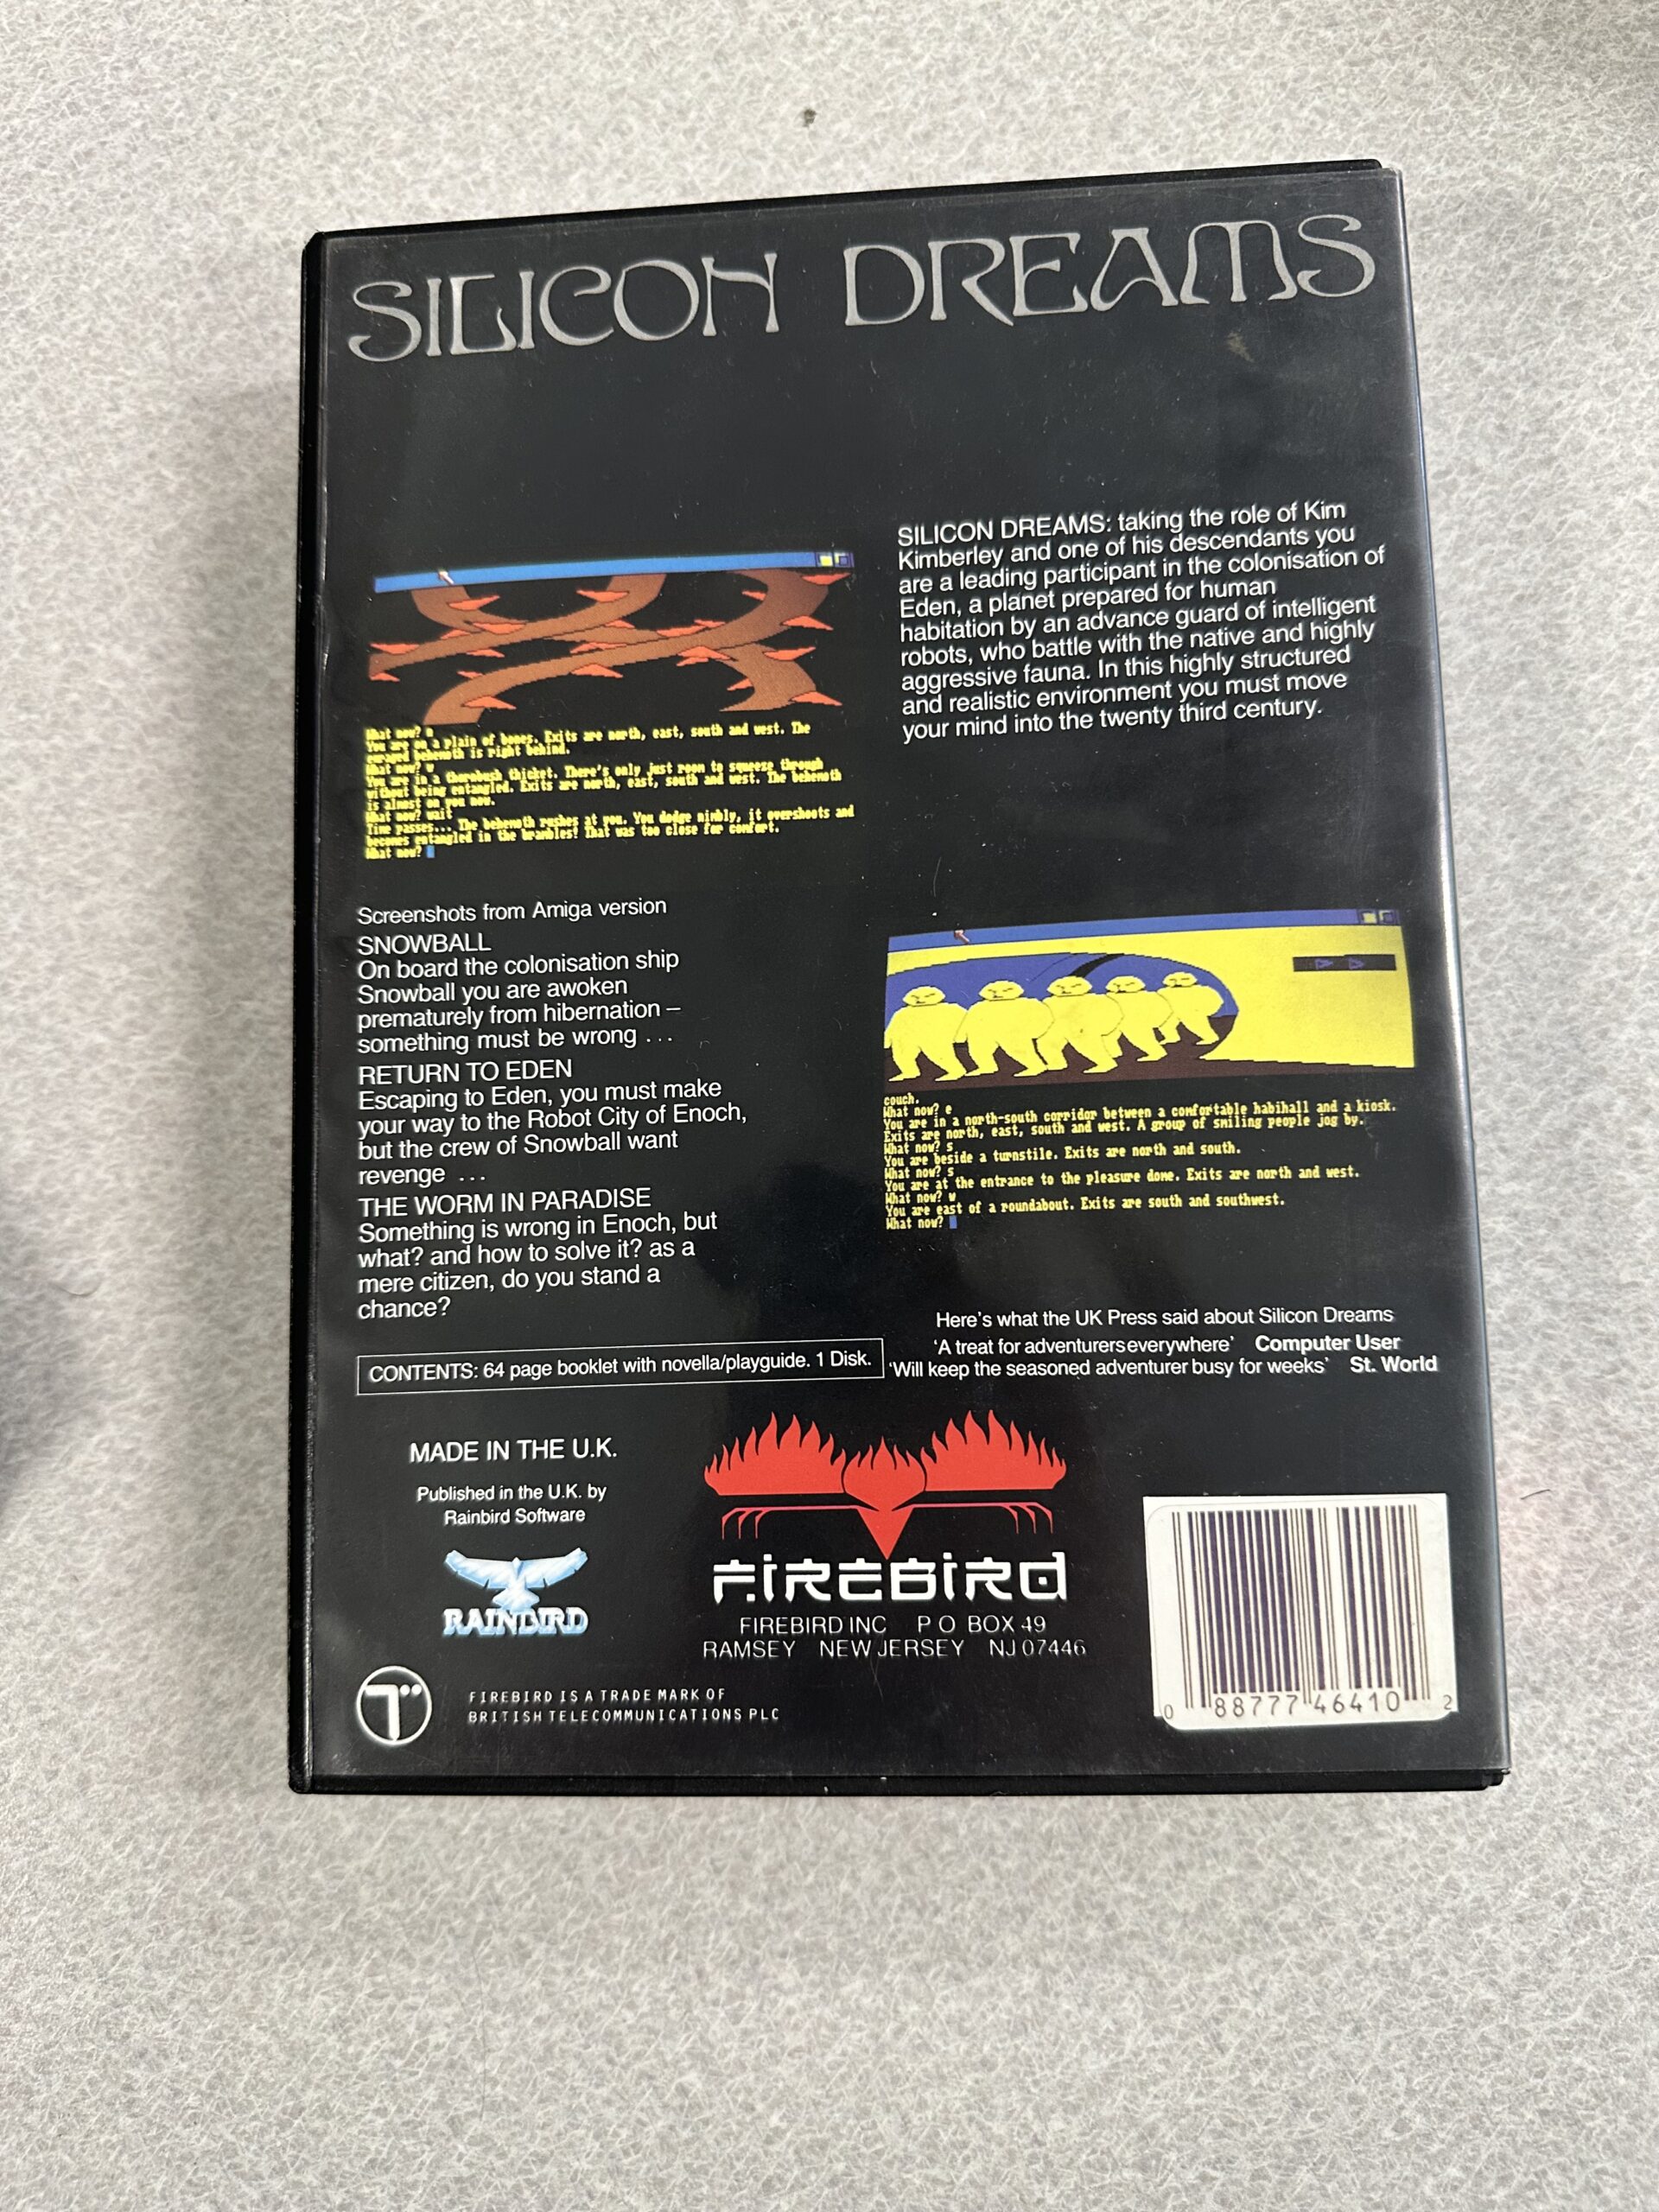 SILICON DREAMS
SILICON DREAMS: taking the role of Kim
Kimberley and one of his descendants you
are a leading participant in the colonisation of
Eden, a planet prepared for human
habitation by an advance guard of intelligent
robots, who battle with the native and highly
aggressive fauna. In this highly structured
and realistic environment you must move
your mind into the twenty third century.
What now? n
You are on a plain of bones. Exits are north, east, south and west. The
enraged behemoth is right behind.
What now? w
You are in a thornbush thicket. There's only just room to squeeze through
without being entangled. Exits are north, east, south and west. The behemoth
is almost on you now.
What now? wait
Time passes... The behemoth rushes at you. You dodge nimbly, it overshoots and
becomes entangled in the brambles! That was too close for comfort.
What now?
Screenshots from Amiga version
SNOWBALL
On board the colonisation ship
Snowball you are awoken
prematurely from hibernation –
something must be wrong ...
RETURN TO EDEN
Escaping to Eden, you must make
your way to the Robot City of Enoch,
but the crew of Snowball want
revenge ...
THE WORM IN PARADISE
Something is wrong in Enoch, but
what? and how to solve it? as a
mere citizen, do you stand a
chance?
couch.
What now? e
You are in a north-south corridor between a comfortable habihall and a kiosk.
Exits are north, east, south and west. A group of smiling people jog by.
What now? s
You are beside a turnstile. Exits are north and south.
What now? s
You are at the entrance to the pleasure dome. Exits are north and west.
What now? w
You are east of a roundabout. Exits are south and southwest.
What now?
Here's what the UK Press said about Silicon Dreams
'A treat for adventurers everywhere' Computer User
'Will keep the seasoned adventurer busy for weeks' St. World
CONTENTS: 64 page booklet with novella/playguide. 1 Disk.
MADE IN THE U.K.
Published in the U.K. by
Rainbird Software
RAINBIRD
FIREBIRD
FIREBIRD INC P O BOX 49
RAMSEY NEW JERSEY NJ 07446
T
FIREBIRD IS A TRADE MARK OF
BRITISH TELECOMMUNICATIONS PLC
0 88777 46410 2